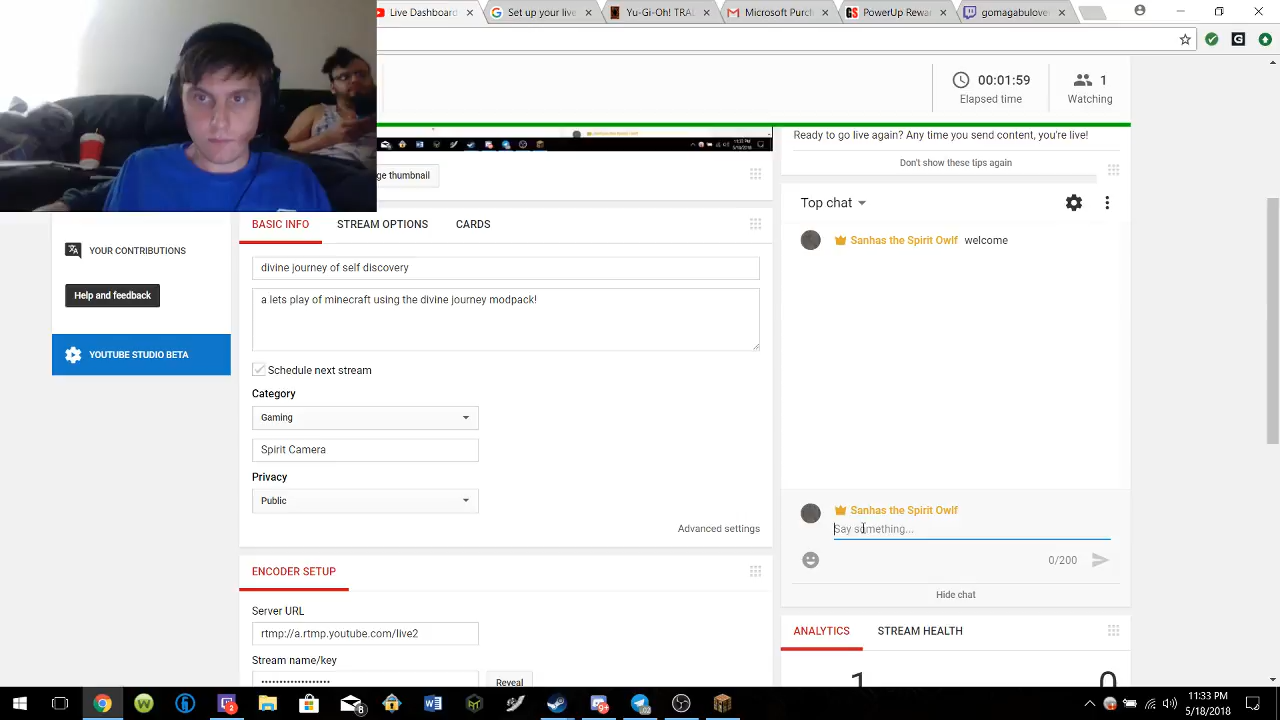 Live Dashboard
Set up your live
Yu-Gi-Oh! TRA
Microsoft Purch
PowerUp Rewar
gomagabulove
00:01:59
Elapsed time
1
Watching
Ready to go live again? Any time you send content, you're live!
Don't show these tips again
ge thumbnail
Top chat
BASIC INFO
STREAM OPTIONS
CARDS
Sanhas the Spirit Owlf welcome
YOUR CONTRIBUTIONS
divine journey of self discovery
Help and feedback
a lets play of minecraft using the divine journey modpack!
YOUTUBE STUDIO BETA
Schedule next stream
Category
Gaming
Spirit Camera
Privacy
Public
Sanhas the Spirit Owlf
Say something...
Advanced settings
0/200
ENCODER SETUP
Hide chat
Server URL
rtmp://a.rtmp.youtube.com/live2
ANALYTICS
STREAM HEALTH
Stream name/key
Reveal
1
0
11:33 PM
5/18/2018